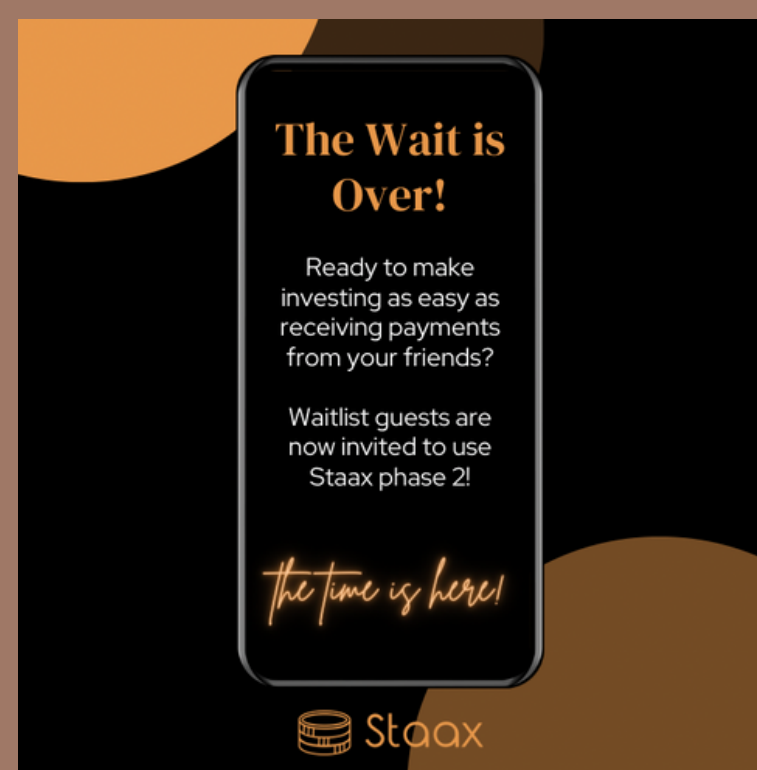 The Wait is
Over!
Ready to make
investing as easy as
receiving payments
from your friends?
Waitlist guests are
now invited to use
Staax phase 2!
the time is here!
Staax